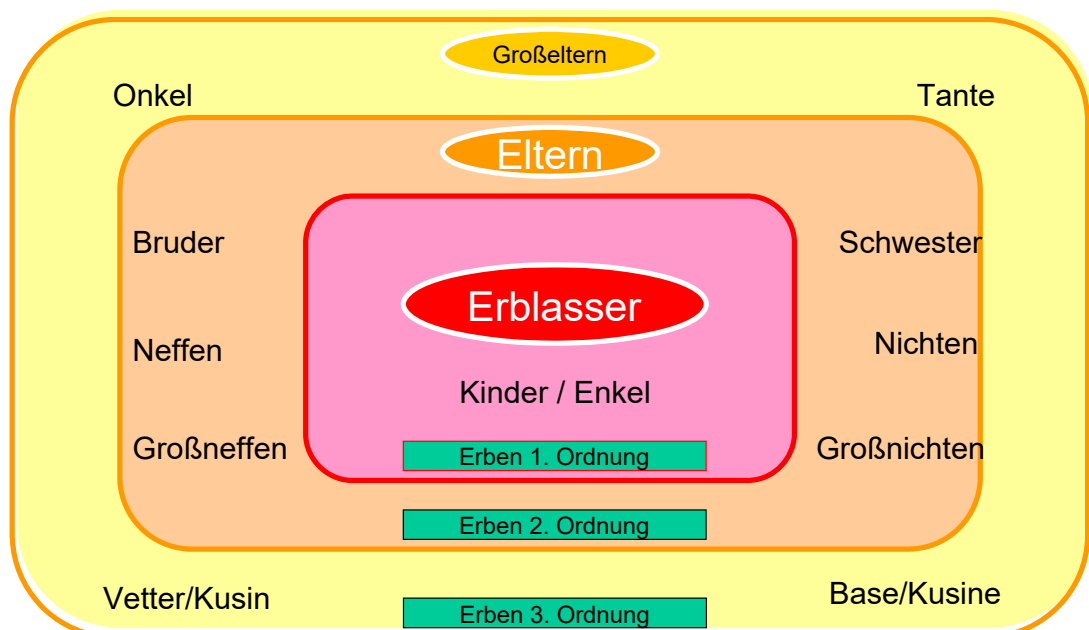 Großeltern
Onkel
Tante
Eltern
Bruder
Schwester
Erblasser
Neffen
Nichten
Kinder / Enkel
Großneffen
Erben 1. Ordnung
Großnichten
Erben 2. Ordnung
Vetter/Kusin
Erben 3. Ordnung
Base/Kusine